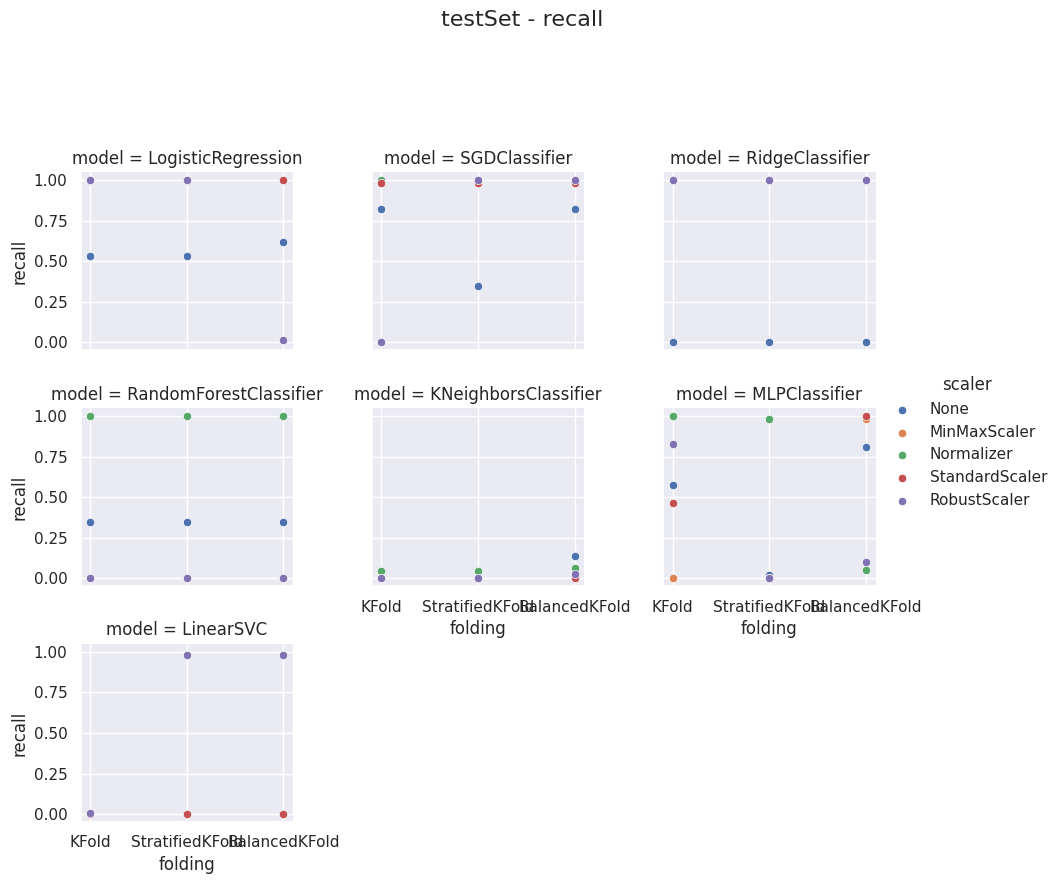 testSet - recall
model = LogisticRegression
model = SGDClassifier
model = RidgeClassifier
1.00
0.75
0.50
0.25
0.00
recall
model = RandomForestClassifier
model = KNeighborsClassifier
model = MLPClassifier
1.00
0.75
0.50
0.25
0.00
recall
KFold
StratifiedKFold
BalancedKFold
folding
KFold
StratifiedKFold
BalancedKFold
folding
scaler
None
MinMaxScaler
Normalizer
StandardScaler
RobustScaler
model = LinearSVC
1.00
0.75
0.50
0.25
0.00
recall
KFold
StratifiedKFold
BalancedKFold
folding